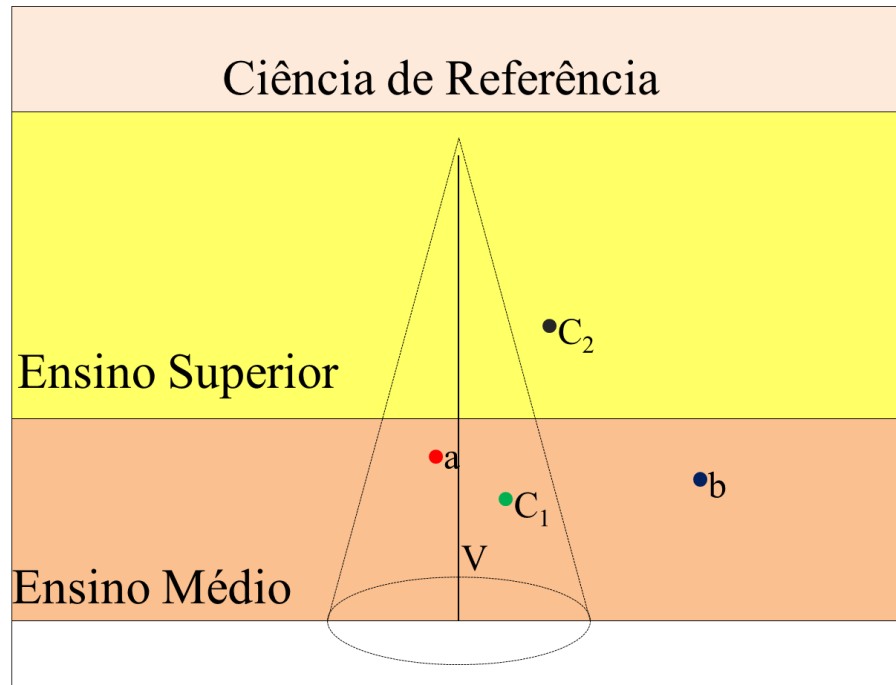 Ciência de Referência
C₂
Ensino Superior
a
b
C₁
V
Ensino Médio